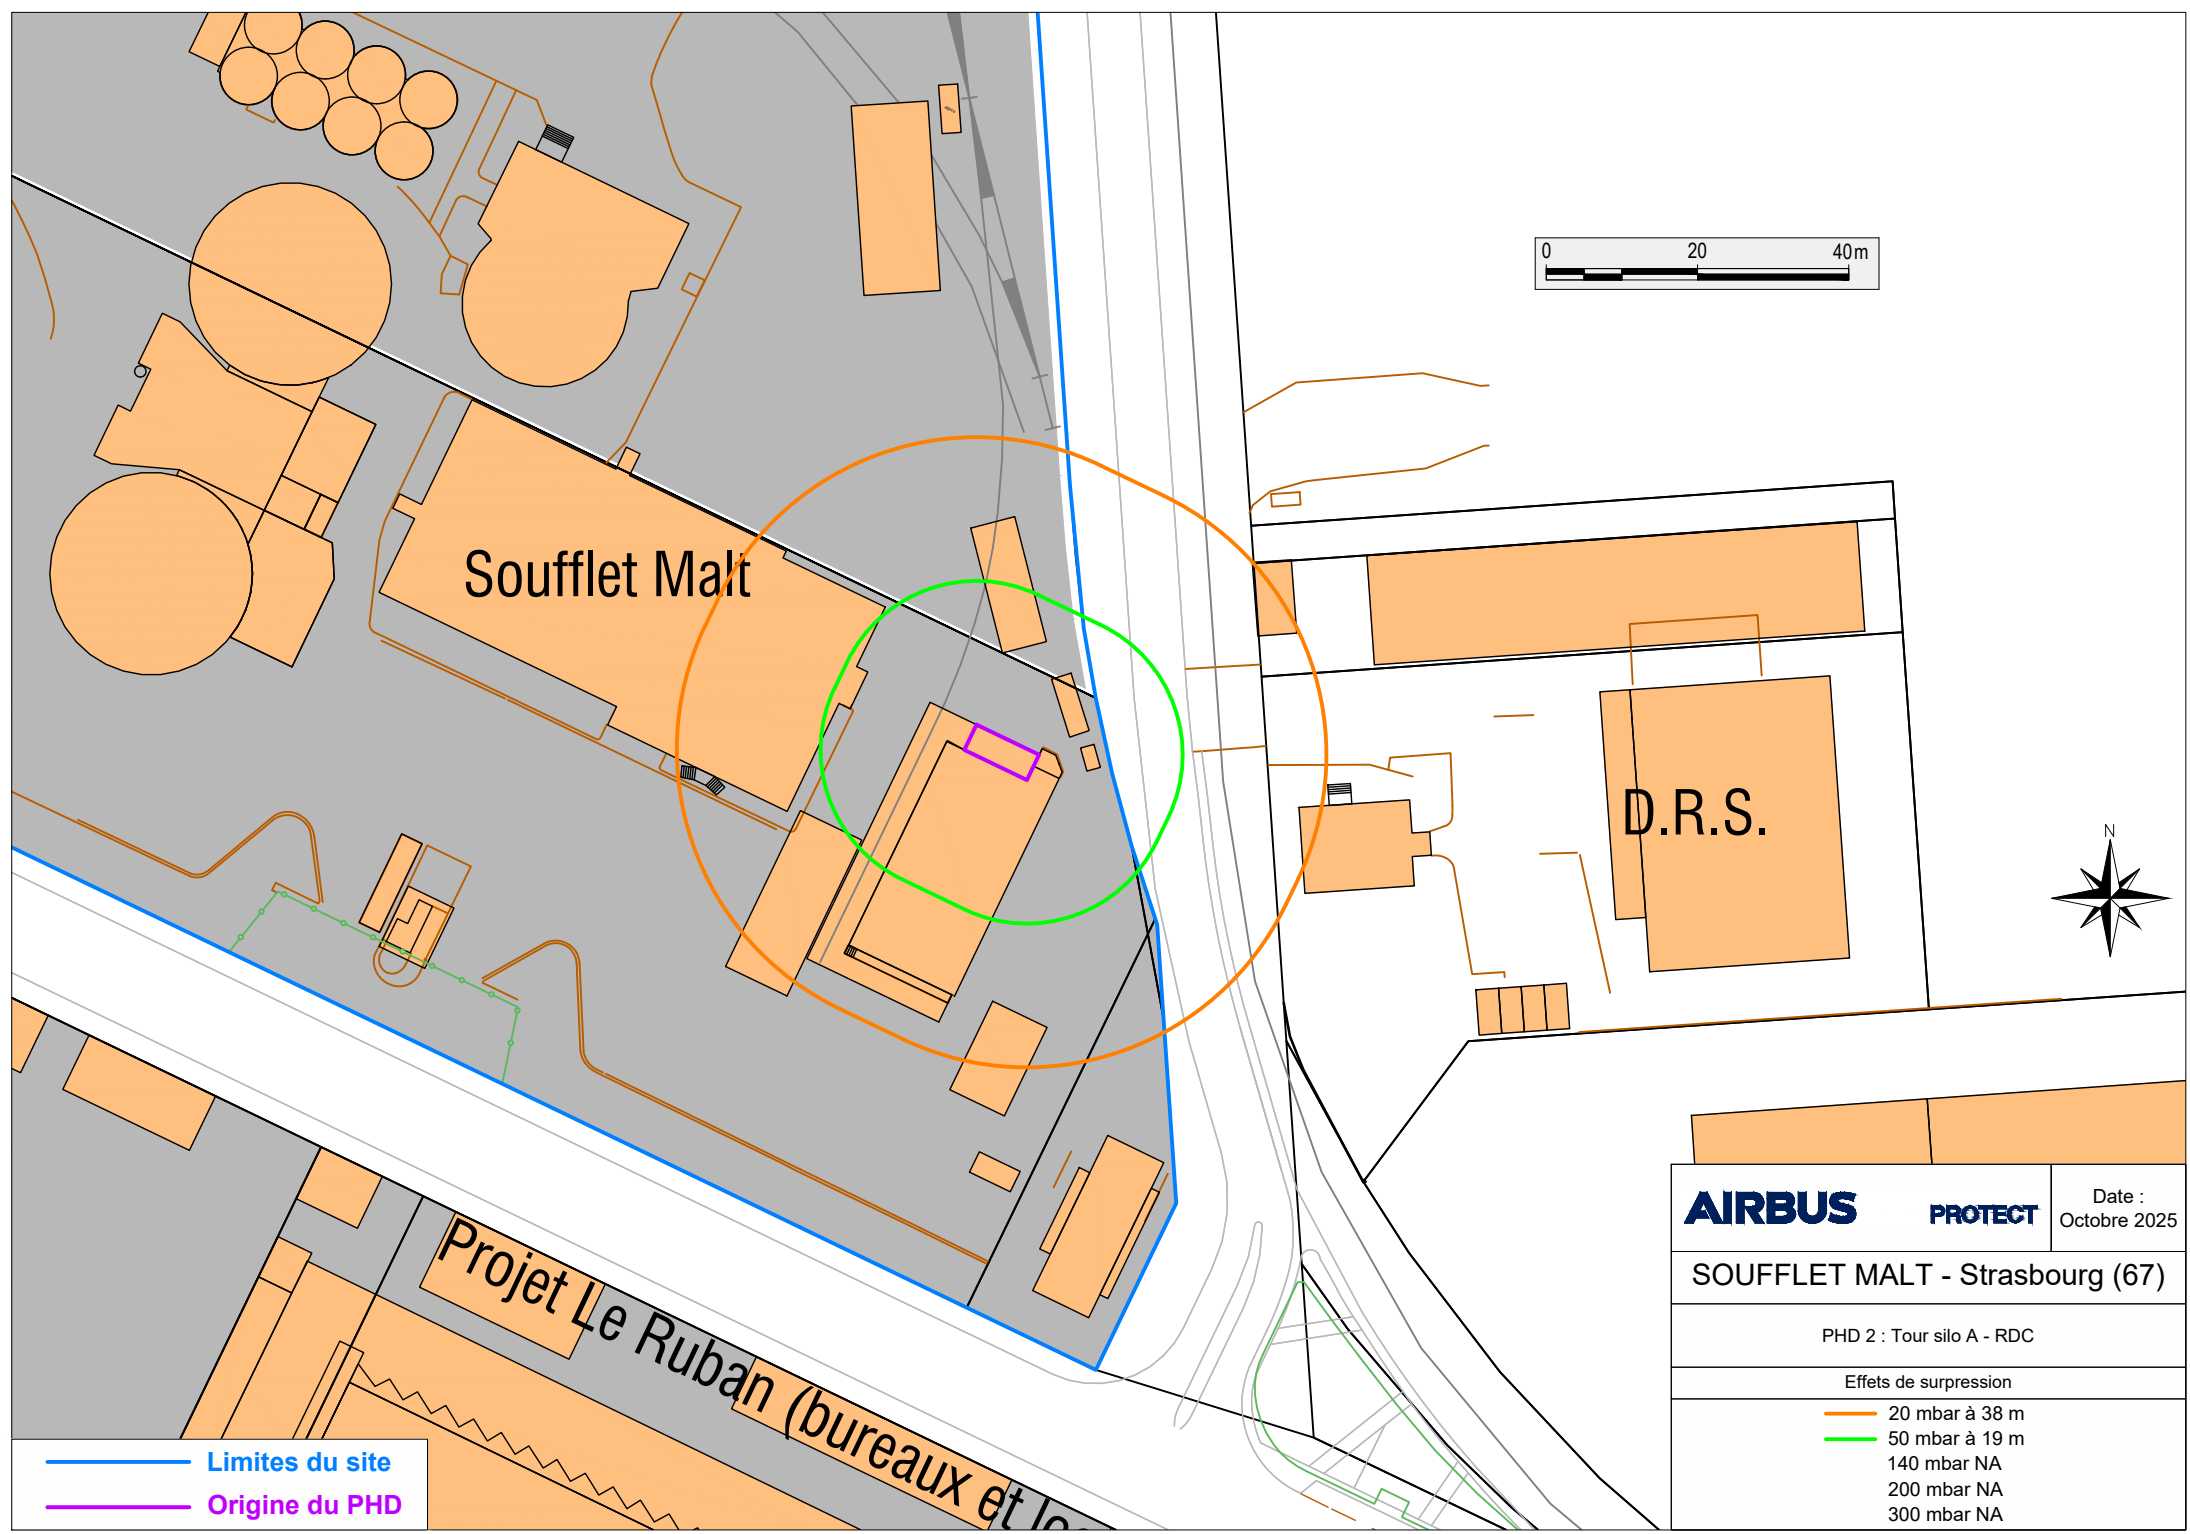 0 20 40m
Soufflet Malt
D.R.S.
N
Projet Le Ruban (bureaux et
AIRBUS PROTECT
Date :
Octobre 2025
SOUFFLET MALT - Strasbourg (67)
PHD 2 : Tour silo A - RDC
Effets de surpression
20 mbar à 38 m
50 mbar à 19 m
140 mbar NA
200 mbar NA
300 mbar NA
Limites du site
Origine du PHD